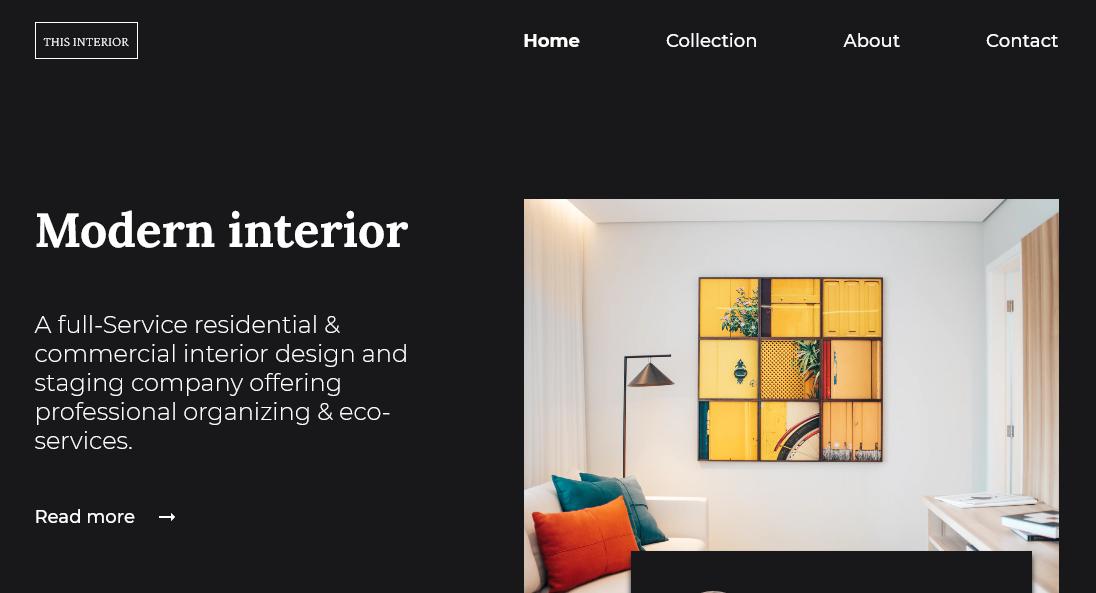 THIS INTERIOR
Home
Collection
About
Contact
Modern interior
A full-Service residential &
commercial interior design and
staging company offering
professional organizing & eco-
services.
Read more